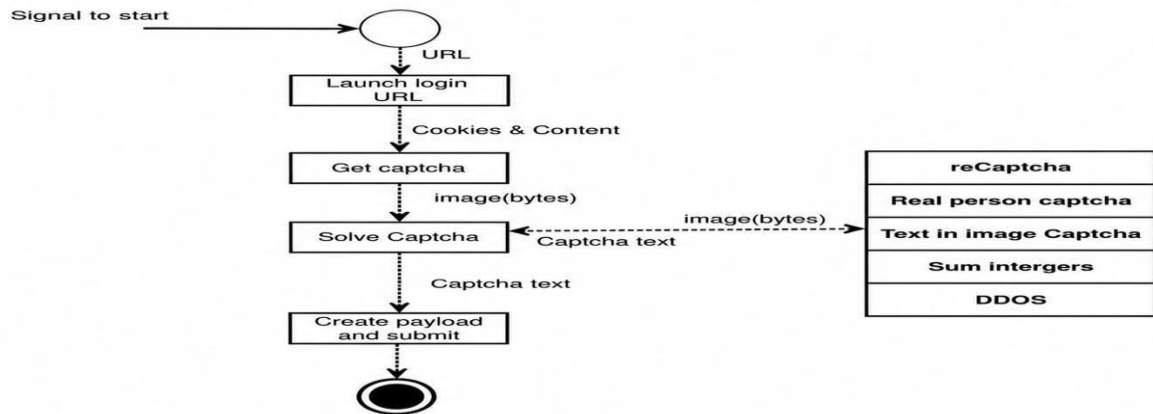 Signal to start
URL
Launch login
URL
Cookies & Content
Get captcha
image(bytes)
Solve Captcha
image(bytes)
Captcha text
Captcha text
Create payload
and submit
reCaptcha
Real person captcha
Text in image Captcha
Sum intergers
DDOS